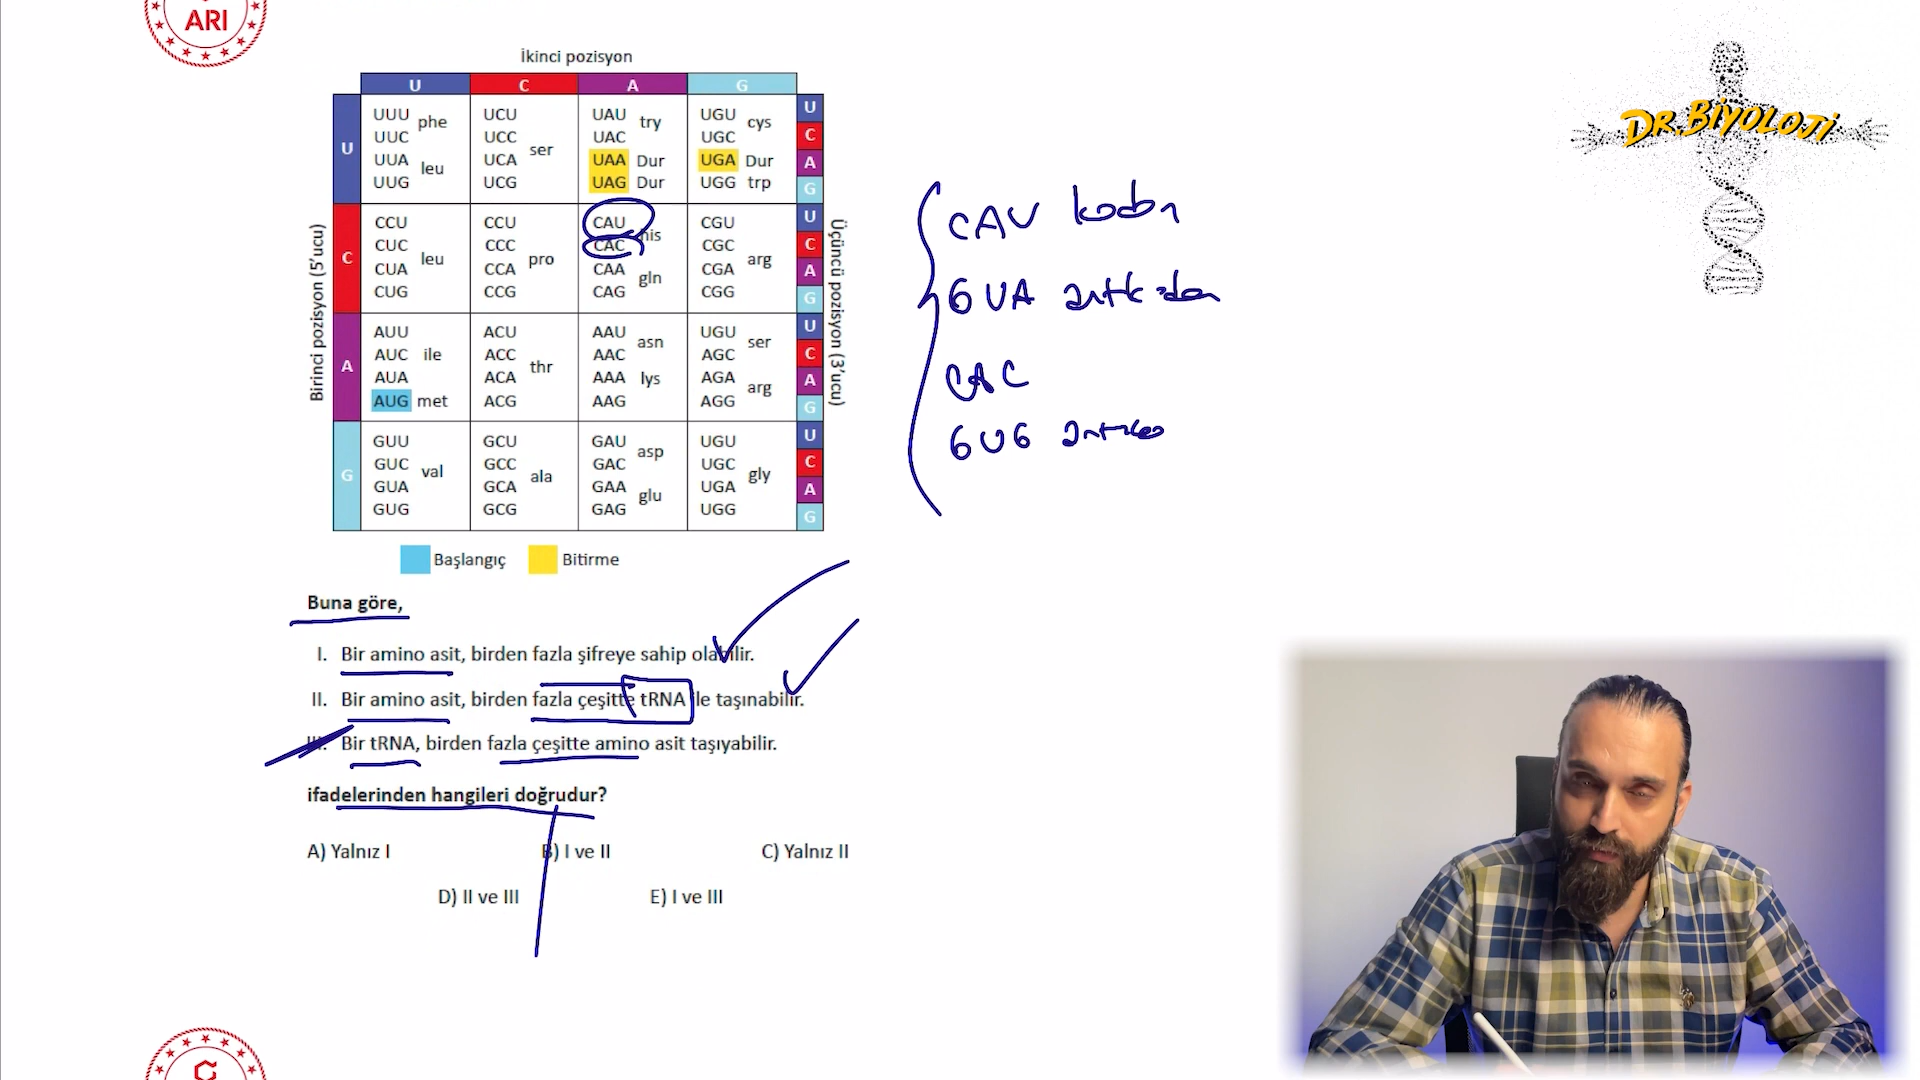 ARI
İkinci pozisyon
U C A G
Birinci pozisyon (5'ucu)
Üçüncü pozisyon (3'ucu)
U
UUU
UUC
phe
UUA
UUG
leu
UCU
UCC
UCA
UCG
ser
UAU
UAC
try
UAA Dur
UAG Dur
UGU
UGC
cys
UGA Dur
UGG trp
U
C
A
G
C
CCU
CUC
CUA
CUG
leu
CCU
CCC
CCA
CCG
pro
CAU
CAC
his
CAA
CAG
gln
CGU
CGC
CGA
CGG
arg
U
C
A
G
A
AUU
AUC
AUA
ile
AUG met
ACU
ACC
ACA
ACG
thr
AAU
AAC
asn
AAA
AAG
lys
UGU
AGC
ser
AGA
AGG
arg
U
C
A
G
G
GUU
GUC
GUA
GUG
val
GCU
GCC
GCA
GCG
ala
GAU
GAC
asp
GAA
GAG
glu
UGU
UGC
UGA
UGG
gly
U
C
A
G
Başlangıç Bitirme
Buna göre,
I. Bir amino asit, birden fazla şifreye sahip olabilir.
II. Bir amino asit, birden fazla çeşitte tRNA ile taşınabilir.
III. Bir tRNA, birden fazla çeşitte amino asit taşıyabilir.
ifadelerinden hangileri doğrudur?
A) Yalnız I B) I ve II C) Yalnız II
D) II ve III E) I ve III
CAU kodon
GUA antikodon
CAC
GUG
DR.BİYOLOJİ